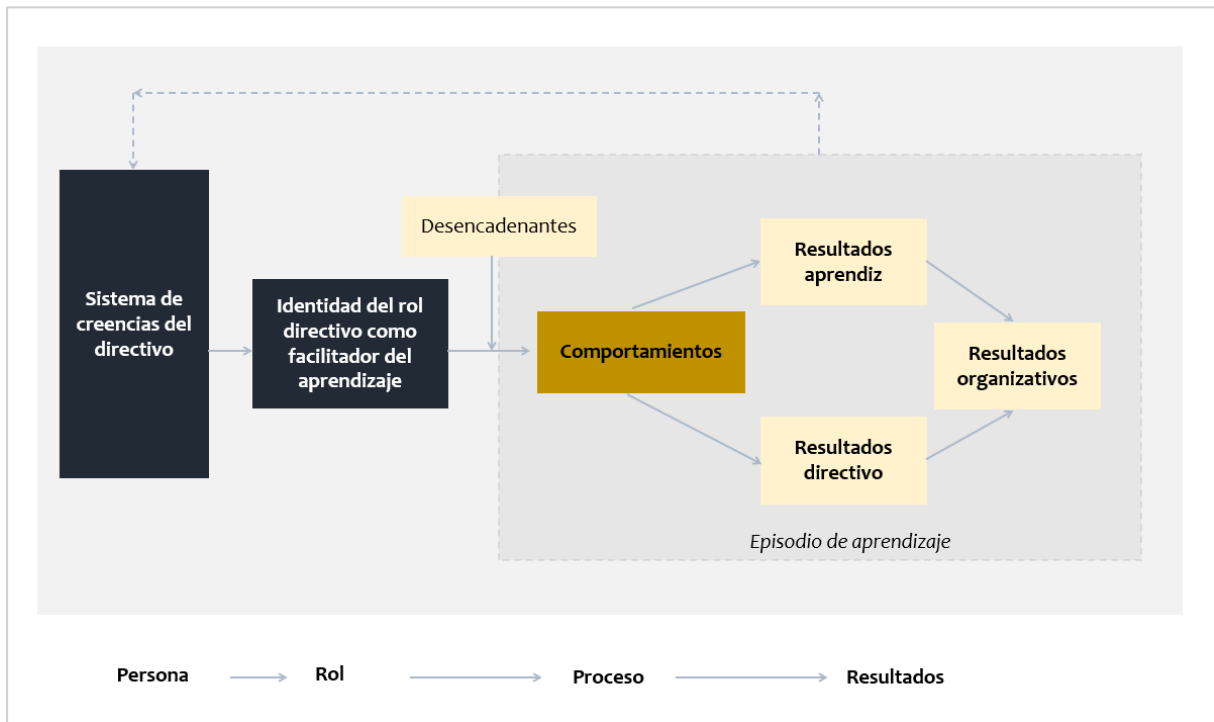 Sistema de
creencias del
directivo
Identidad del rol
directivo como
facilitador del
aprendizaje
Desencadenantes
Comportamientos
Resultados
aprendiz
Resultados
directivo
Resultados
organizativos
Episodio de aprendizaje
Persona
Rol
Proceso
Resultados